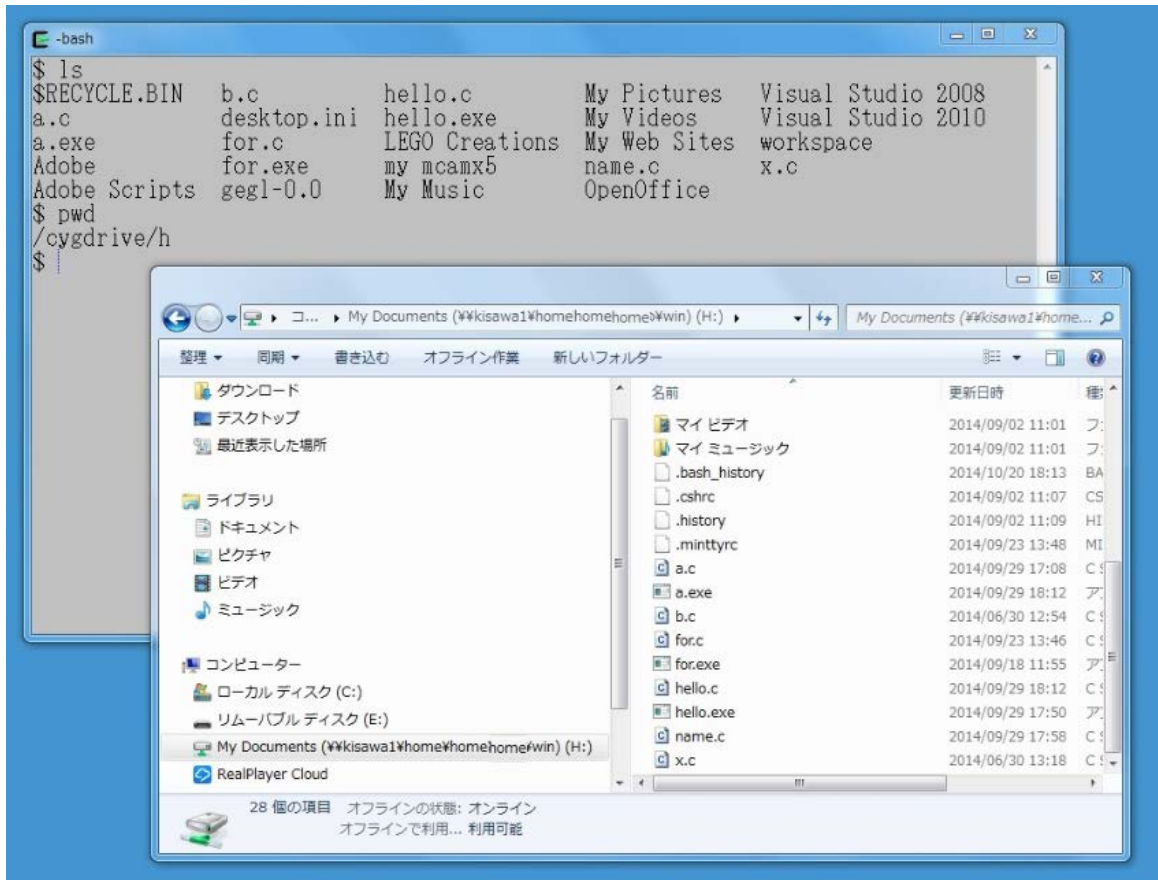 -bash
$ ls
$RECYCLE.BIN b.c hello.c My Pictures Visual Studio 2008
a.c desktop.ini hello.exe My Videos Visual Studio 2010
a.exe for.c LEGO Creations My Web Sites workspace
Adobe for.exe my mcamx5 name.c x.c
Adobe Scripts gegl-0.0 My Music OpenOffice
$ pwd
/cygdrive/h
$
コ... My Documents (¥¥kisawa1¥homehomehome¥win) (H:) My Documents (¥¥kisawa1¥home...
整理 同期 書き込む オフライン作業 新しいフォルダー
ダウンロード
デスクトップ
最近表示した場所
ライブラリ
ドキュメント
ピクチャ
ビデオ
ミュージック
コンピューター
ローカル ディスク (C:)
リムーバブル ディスク (E:)
My Documents (¥¥kisawa1¥home¥homehome¥win) (H:)
RealPlayer Cloud
名前 更新日時 種
マイ ビデオ 2014/09/02 11:01 フ
マイ ミュージック 2014/09/02 11:01 フ
.bash_history 2014/10/20 18:13 BA
.cshrc 2014/09/02 11:07 CS
.history 2014/09/02 11:09 HI
.minttyrc 2014/09/23 13:48 MI
a.c 2014/09/29 17:08 C S
a.exe 2014/09/29 18:12 ア
b.c 2014/06/30 12:54 C S
for.c 2014/09/23 13:46 C S
for.exe 2014/09/18 11:55 ア
hello.c 2014/09/29 18:12 C S
hello.exe 2014/09/29 17:50 ア
name.c 2014/09/29 17:58 C S
x.c 2014/06/30 13:18 C S
28 個の項目 オフラインの状態: オンライン
オフラインで利用... 利用可能